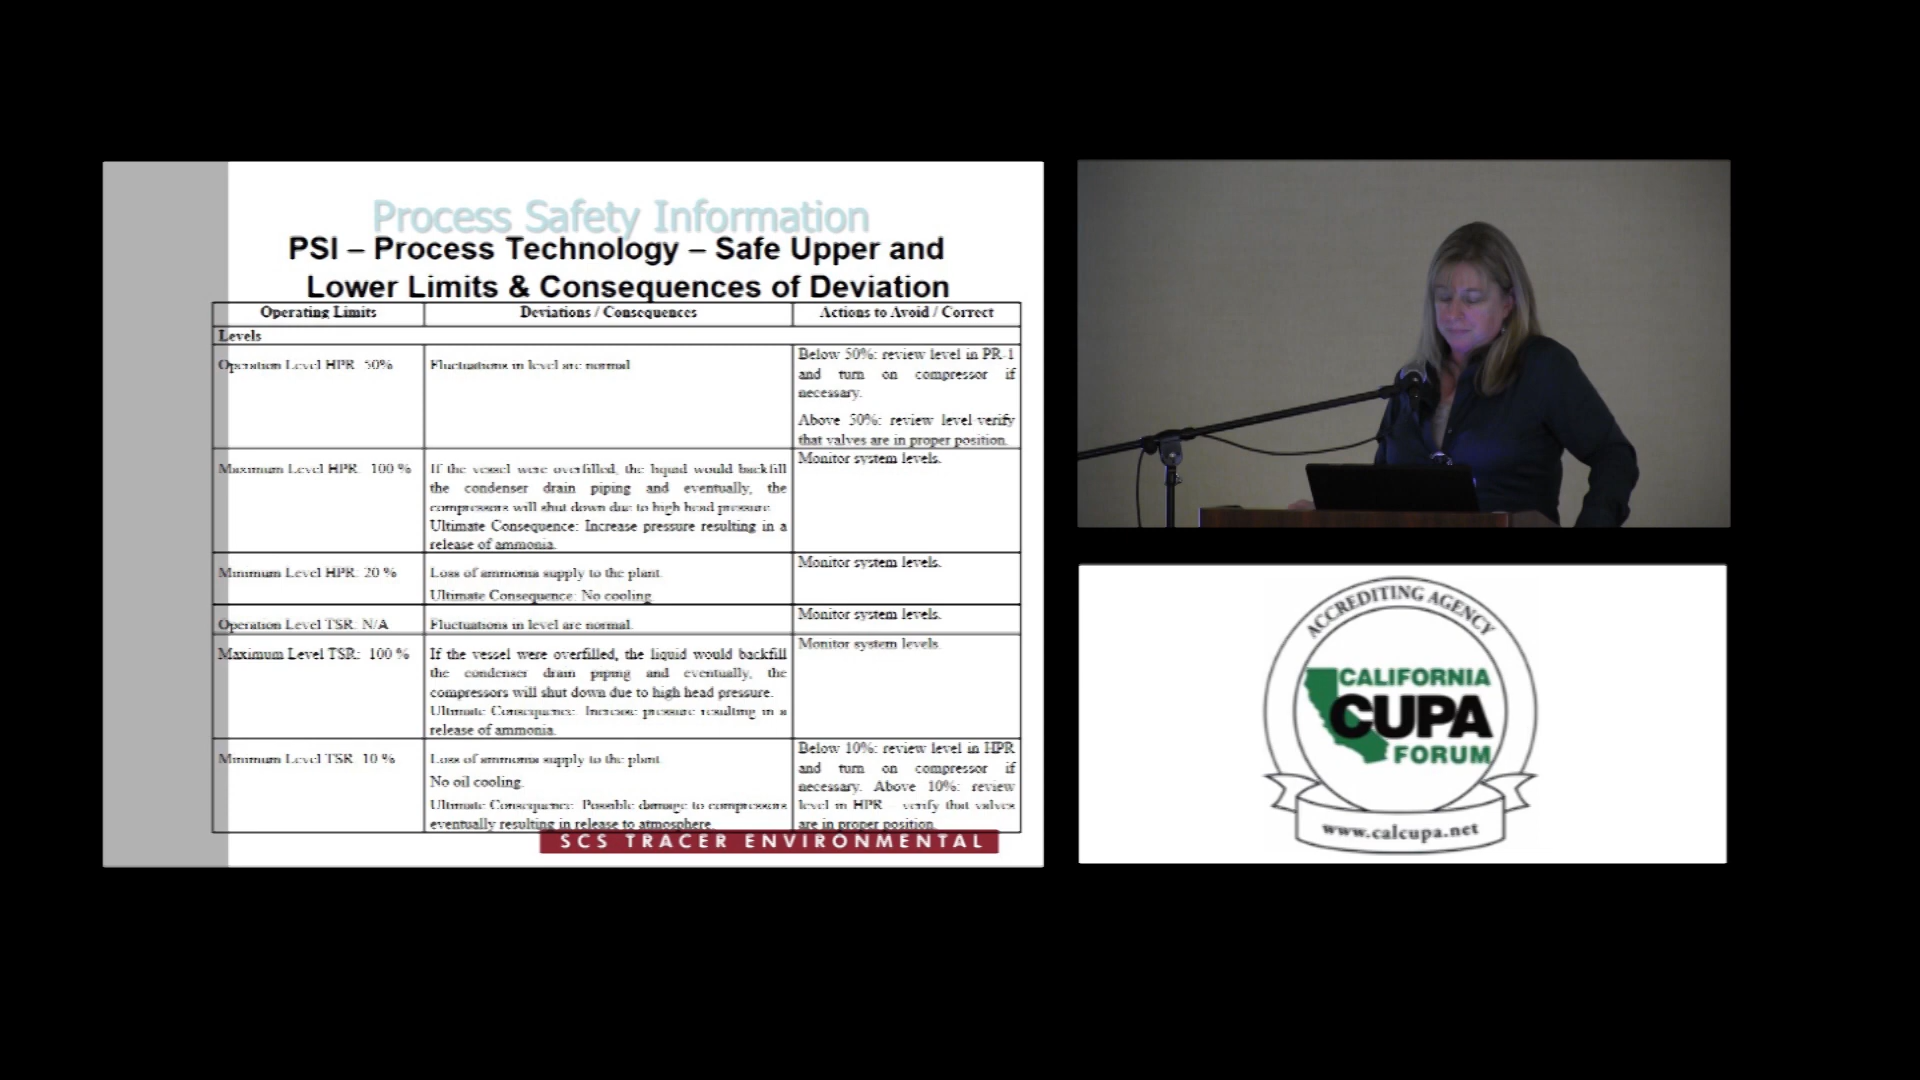 Process Safety Information
PSI – Process Technology – Safe Upper and
Lower Limits & Consequences of Deviation
Operating Limits
Deviations / Consequences
Actions to Avoid / Correct
Levels
Operation Level HPR: 50%
Fluctuations in level are normal
Below 50%: review level in PR-1
and turn on compressor if
necessary.
Above 50%: review level verify
that valves are in proper position.
Maximum Level HPR: 100 %
If the vessel were overfilled, the liquid would backfill
the condenser drain piping and eventually, the
compressors will shut down due to high head pressure.
Ultimate Consequence: Increase pressure resulting in a
release of ammonia.
Monitor system levels.
Minimum Level HPR: 20 %
Loss of ammonia supply to the plant.
Ultimate Consequence: No cooling.
Monitor system levels.
Operation Level TSR: N/A
Fluctuations in level are normal.
Monitor system levels.
Maximum Level TSR: 100 %
If the vessel were overfilled, the liquid would backfill
the condenser drain piping and eventually, the
compressors will shut down due to high head pressure.
Ultimate Consequence: Increase pressure resulting in a
release of ammonia.
Monitor system levels.
Minimum Level TSR: 10 %
Loss of ammonia supply to the plant.
No oil cooling.
Ultimate Consequence: Possible damage to compressors
eventually resulting in release to atmosphere.
Below 10%: review level in HPR
and turn on compressor if
necessary. Above 10%: review
level in HPR – verify that valves
are in proper position.
SCS TRACER ENVIRONMENTAL
ACCREDITING AGENCY
CALIFORNIA
CUPA
FORUM
www.calcupa.net